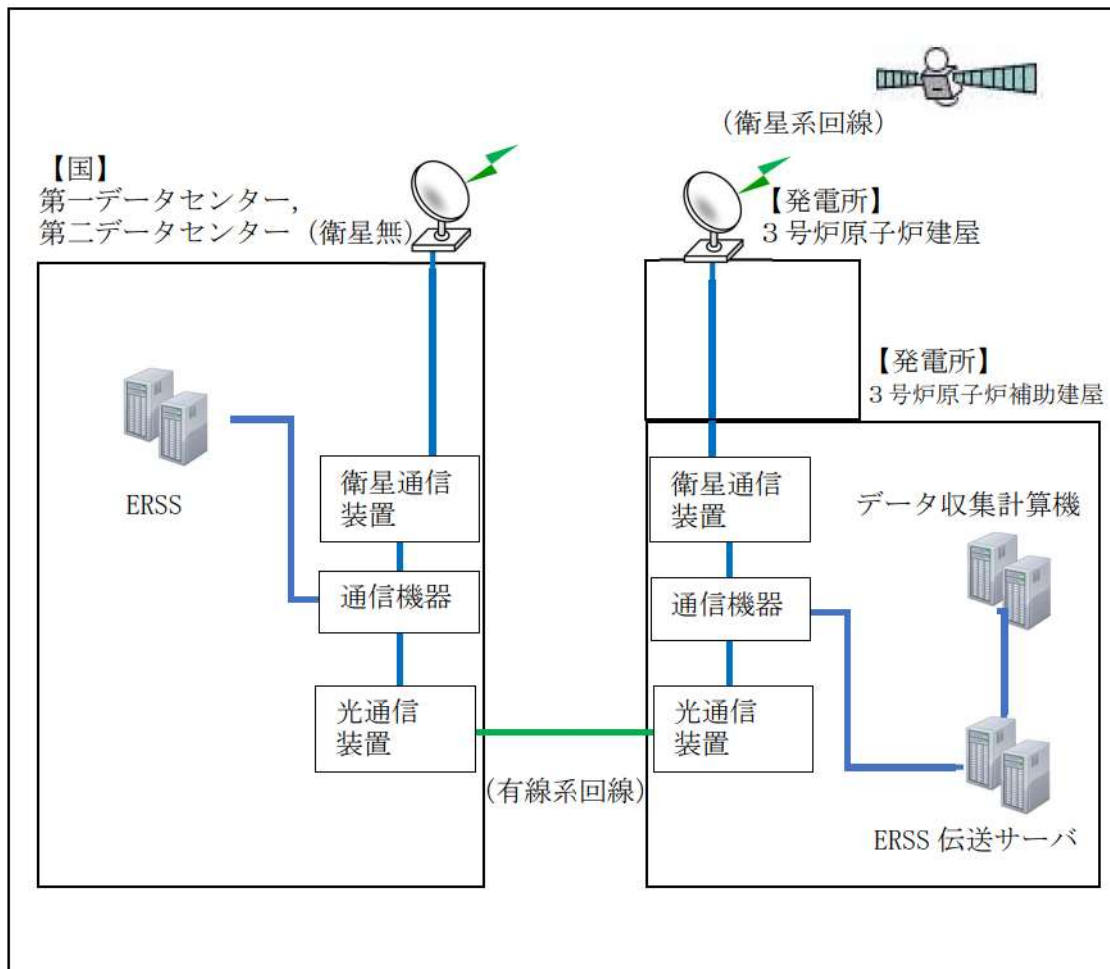 (衛星系回線)
【国】
第一データセンター，
第二データセンター（衛星無）
【発電所】
３号炉原子炉建屋
【発電所】
３号炉原子炉補助建屋
ERSS
衛星通信
装置
通信機器
光通信
装置
(有線系回線)
衛星通信
装置
通信機器
光通信
装置
データ収集計算機
ERSS 伝送サーバ